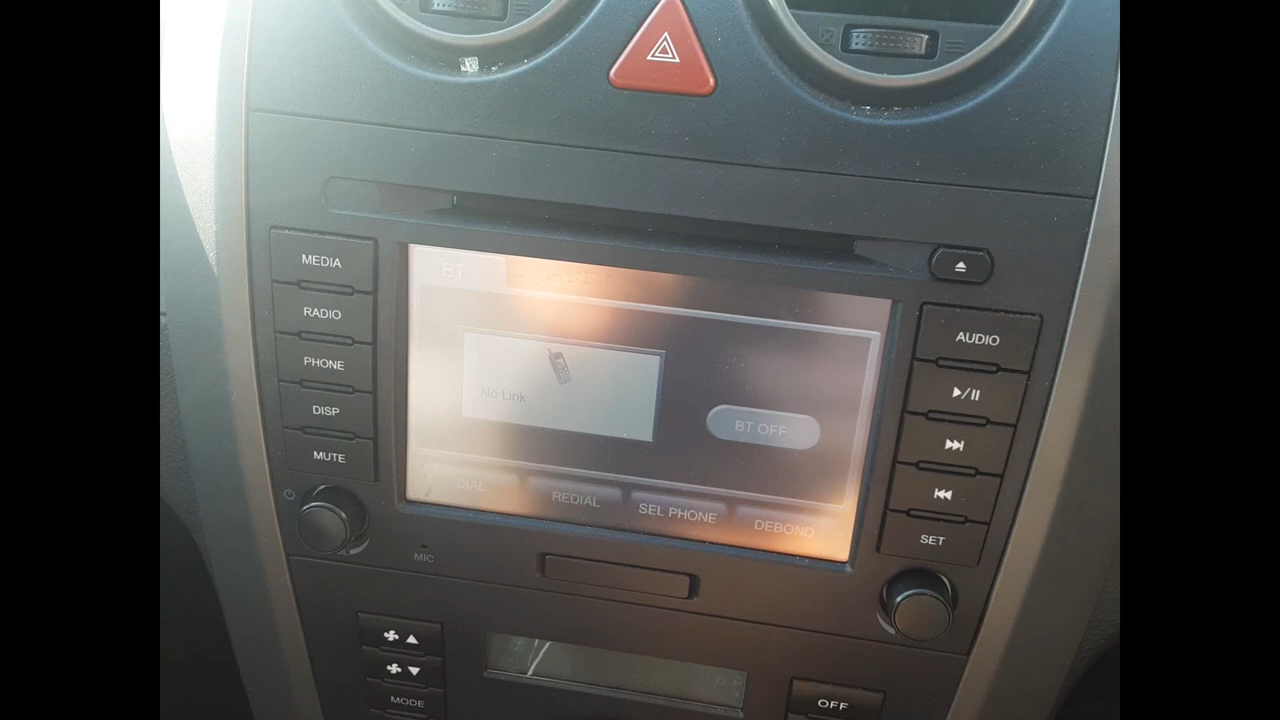 MEDIA
RADIO
PHONE
DISP
MUTE
MIC
BT
No Link
BT OFF
DIAL
REDIAL
SEL PHONE
DEBOND
AUDIO
SET
MODE
OFF